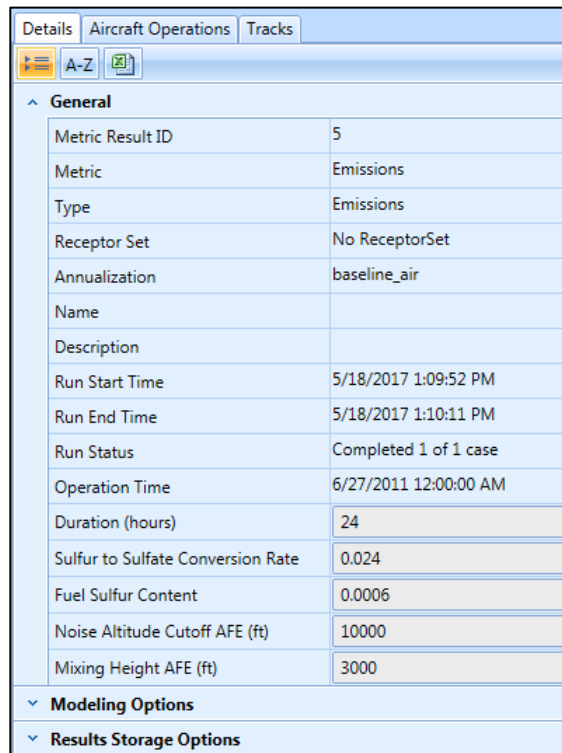 Details Aircraft Operations Tracks
A-Z
General
Metric Result ID 5
Metric Emissions
Type Emissions
Receptor Set No ReceptorSet
Annualization baseline_air
Name
Description
Run Start Time 5/18/2017 1:09:52 PM
Run End Time 5/18/2017 1:10:11 PM
Run Status Completed 1 of 1 case
Operation Time 6/27/2011 12:00:00 AM
Duration (hours) 24
Sulfur to Sulfate Conversion Rate 0.024
Fuel Sulfur Content 0.0006
Noise Altitude Cutoff AFE (ft) 10000
Mixing Height AFE (ft) 3000
Modeling Options
Results Storage Options